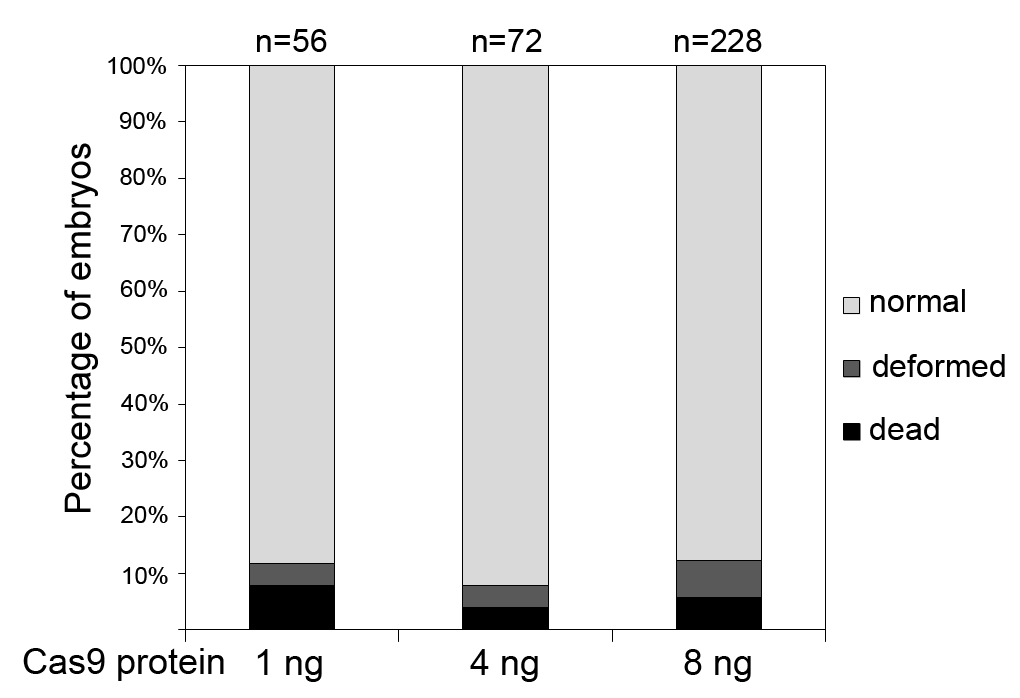 n=56 n=72 n=228
100%
90%
80%
70%
60%
50%
40%
30%
20%
10%
Percentage of embryos
normal
deformed
dead
Cas9 protein 1 ng 4 ng 8 ng